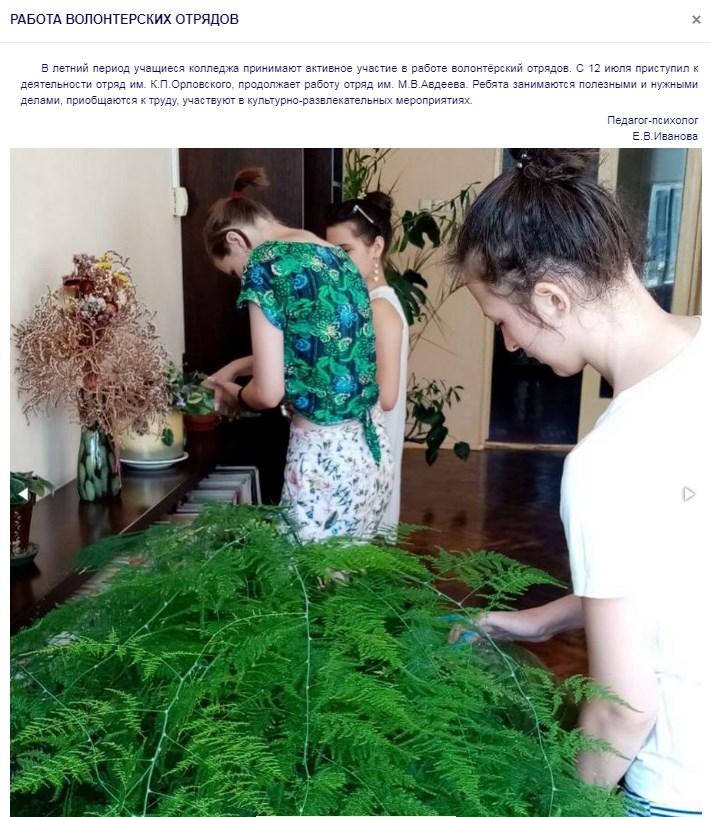 РАБОТА ВОЛОНТЕРСКИХ ОТРЯДОВ
В летний период учащиеся колледжа принимают активное участие в работе волонтёрский отрядов. С 12 июля приступил к
деятельности отряд им. К.П.Орловского, продолжает работу отряд им. М.В.Авдеева. Ребята занимаются полезными и нужными
делами, приобщаются к труду, участвуют в культурно-развлекательных мероприятиях.
Педагог-психолог
Е.В.Иванова